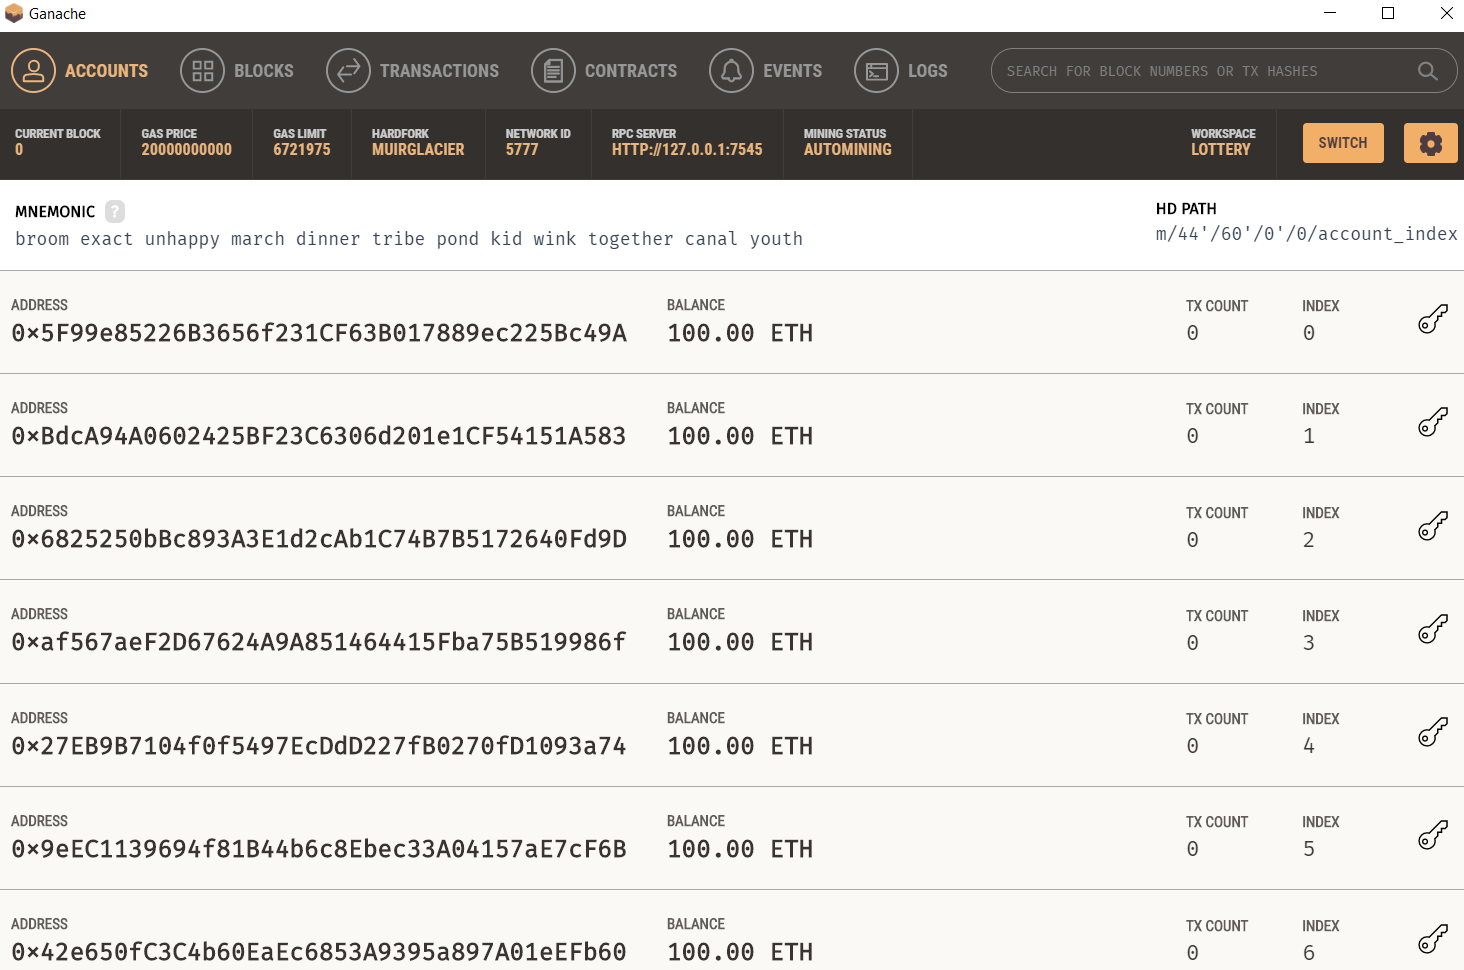 Ganache
ACCOUNTS BLOCKS TRANSACTIONS CONTRACTS EVENTS LOGS SEARCH FOR BLOCK NUMBERS OR TX HASHES
CURRENT BLOCK GAS PRICE GAS LIMIT HARDFORK NETWORK ID RPC SERVER MINING STATUS WORKSPACE
0 20000000000 6721975 MUIRGLACIER 5777 HTTP://127.0.0.1:7545 AUTOMINING LOTTERY SWITCH
MNEMONIC ? HD PATH
broom exact unhappy march dinner tribe pond kid wink together canal youth m/44'/60'/0'/0/account_index
ADDRESS BALANCE TX COUNT INDEX
0×5F99e85226B3656f231CF63B017889ec225Bc49A 100.00 ETH 0 0
ADDRESS BALANCE TX COUNT INDEX
0×BdcA94A0602425BF23C6306d201e1CF54151A583 100.00 ETH 0 1
ADDRESS BALANCE TX COUNT INDEX
0×6825250bBc893A3E1d2cAb1C74B7B5172640Fd9D 100.00 ETH 0 2
ADDRESS BALANCE TX COUNT INDEX
0×af567aeF2D67624A9A851464415Fba75B519986f 100.00 ETH 0 3
ADDRESS BALANCE TX COUNT INDEX
0×27EB9B7104f0f5497EcDdD227fB0270fD1093a74 100.00 ETH 0 4
ADDRESS BALANCE TX COUNT INDEX
0×9eEC1139694f81B44b6c8Ebec33A04157aE7cF6B 100.00 ETH 0 5
ADDRESS BALANCE TX COUNT INDEX
0×42e650fC3C4b60EaEc6853A9395a897A01eEFb60 100.00 ETH 0 6